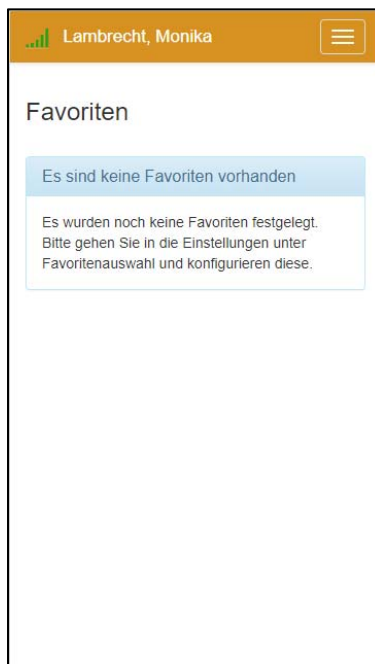 Lambrecht, Monika
Favoriten
Es sind keine Favoriten vorhanden
Es wurden noch keine Favoriten festgelegt.
Bitte gehen Sie in die Einstellungen unter
Favoritenauswahl und konfigurieren diese.